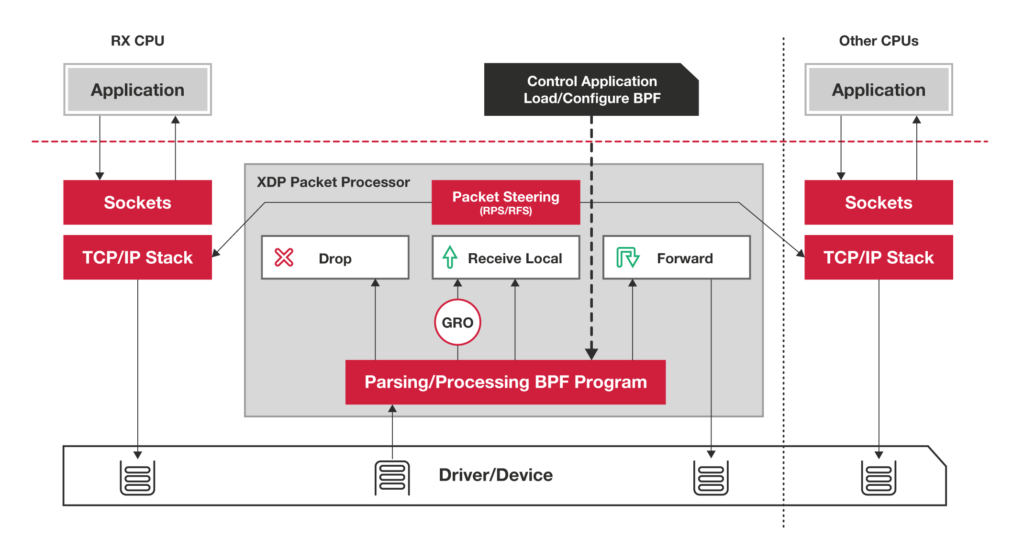 RX CPU
Other CPUs
Application
Control Application
Load/Configure BPF
Application
XDP Packet Processor
Sockets
Packet Steering
(RPS/RFS)
Sockets
TCP/IP Stack
Drop
Receive Local
Forward
TCP/IP Stack
GRO
Parsing/Processing BPF Program
Driver/Device